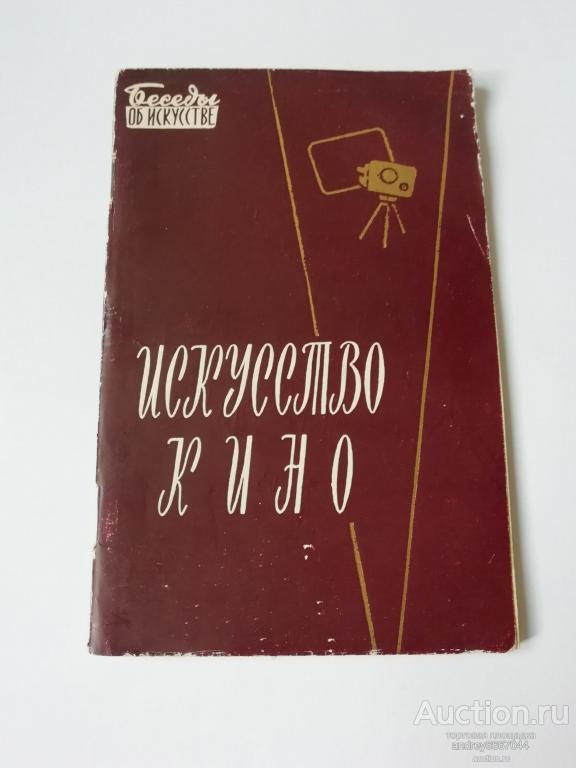 Беседы
ОБ ИСКУССТВЕ
ИСКУССТВО
КИНО
Auction.ru
торговая площадка
andrey6667044
auction.ru